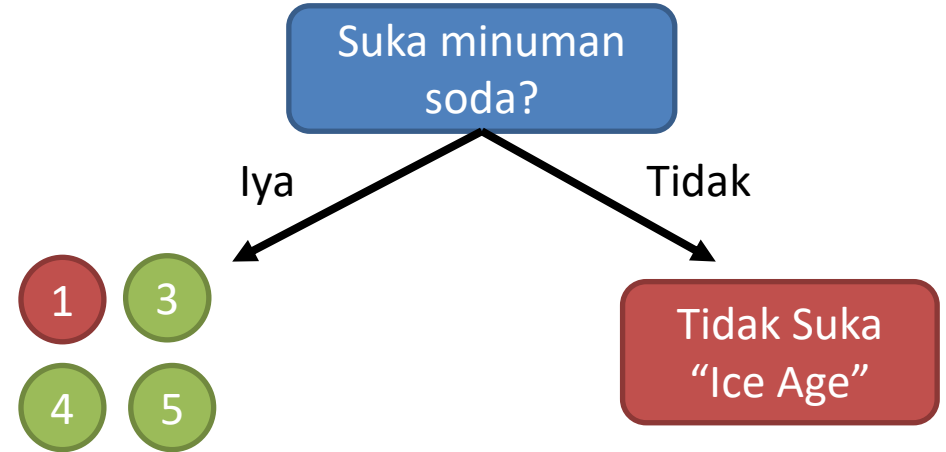 Suka minuman
soda?
Iya
Tidak
1
3
4
5
Tidak Suka
“Ice Age”